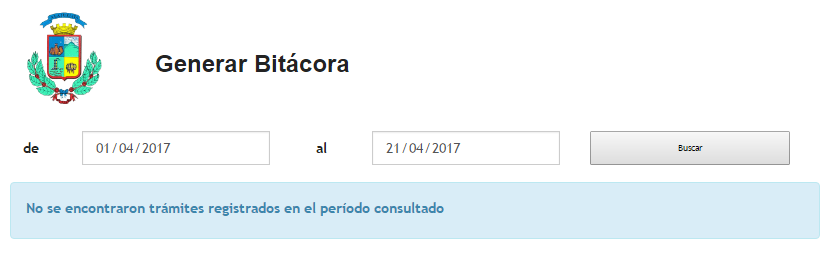 Generar Bitácora
de 01/04/2017 al 21/04/2017 Buscar
No se encontraron trámites registrados en el período consultado